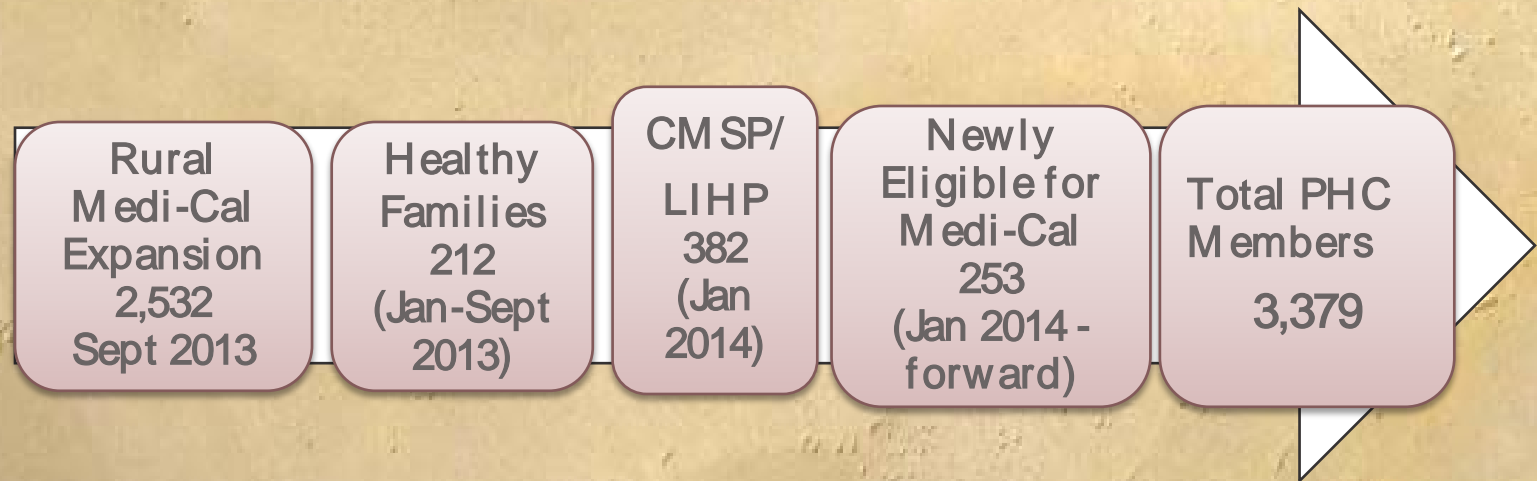 Rural
Medi-Cal
Expansion
2,532
Sept 2013
Healthy
Families
212
(Jan-Sept
2013)
CMSP/
LIHP
382
(Jan
2014)
Newly
Eligible for
Medi-Cal
253
(Jan 2014 -
forward)
Total PHC
Members
3,379